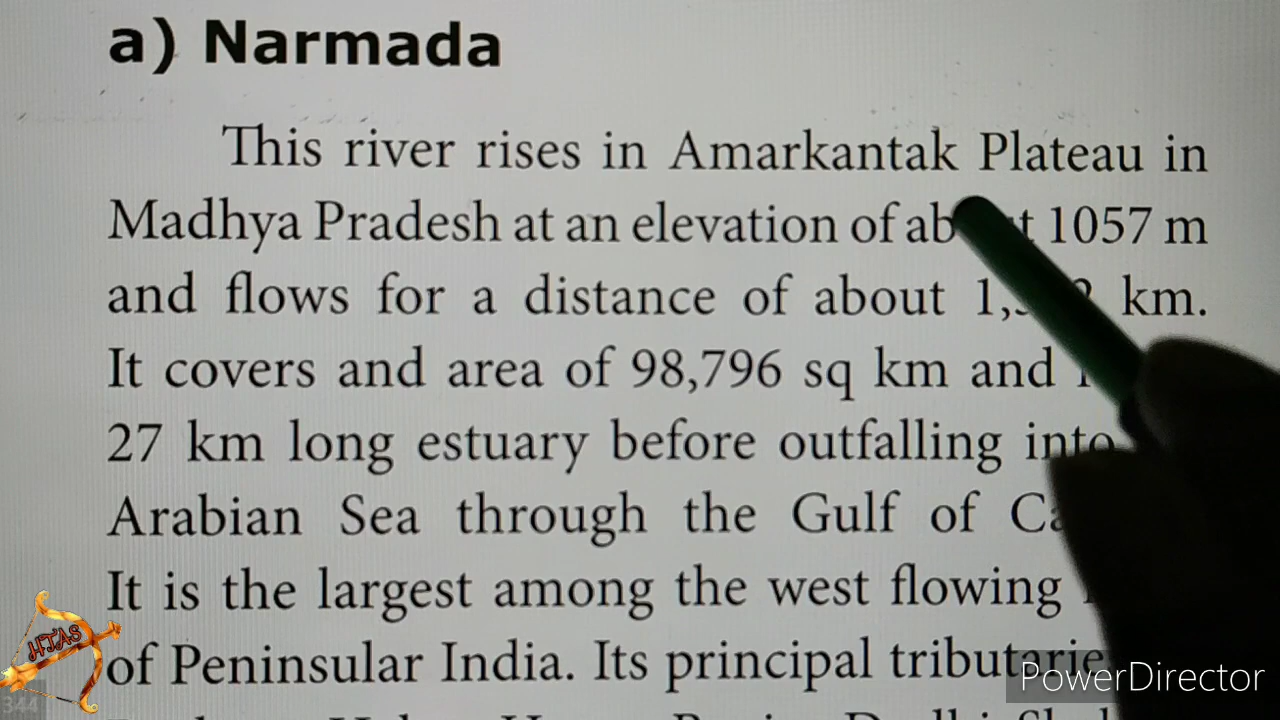 a) Narmada
This river rises in Amarkantak Plateau in
Madhya Pradesh at an elevation of 1057 m
and flows for a distance of about km.
It covers and area of 98,796 sq km and
27 km long estuary before outfalling into
Arabian Sea through the Gulf of
It is the largest among the west flowing
of Peninsular India. Its principal
HTAS
344
PowerDirector